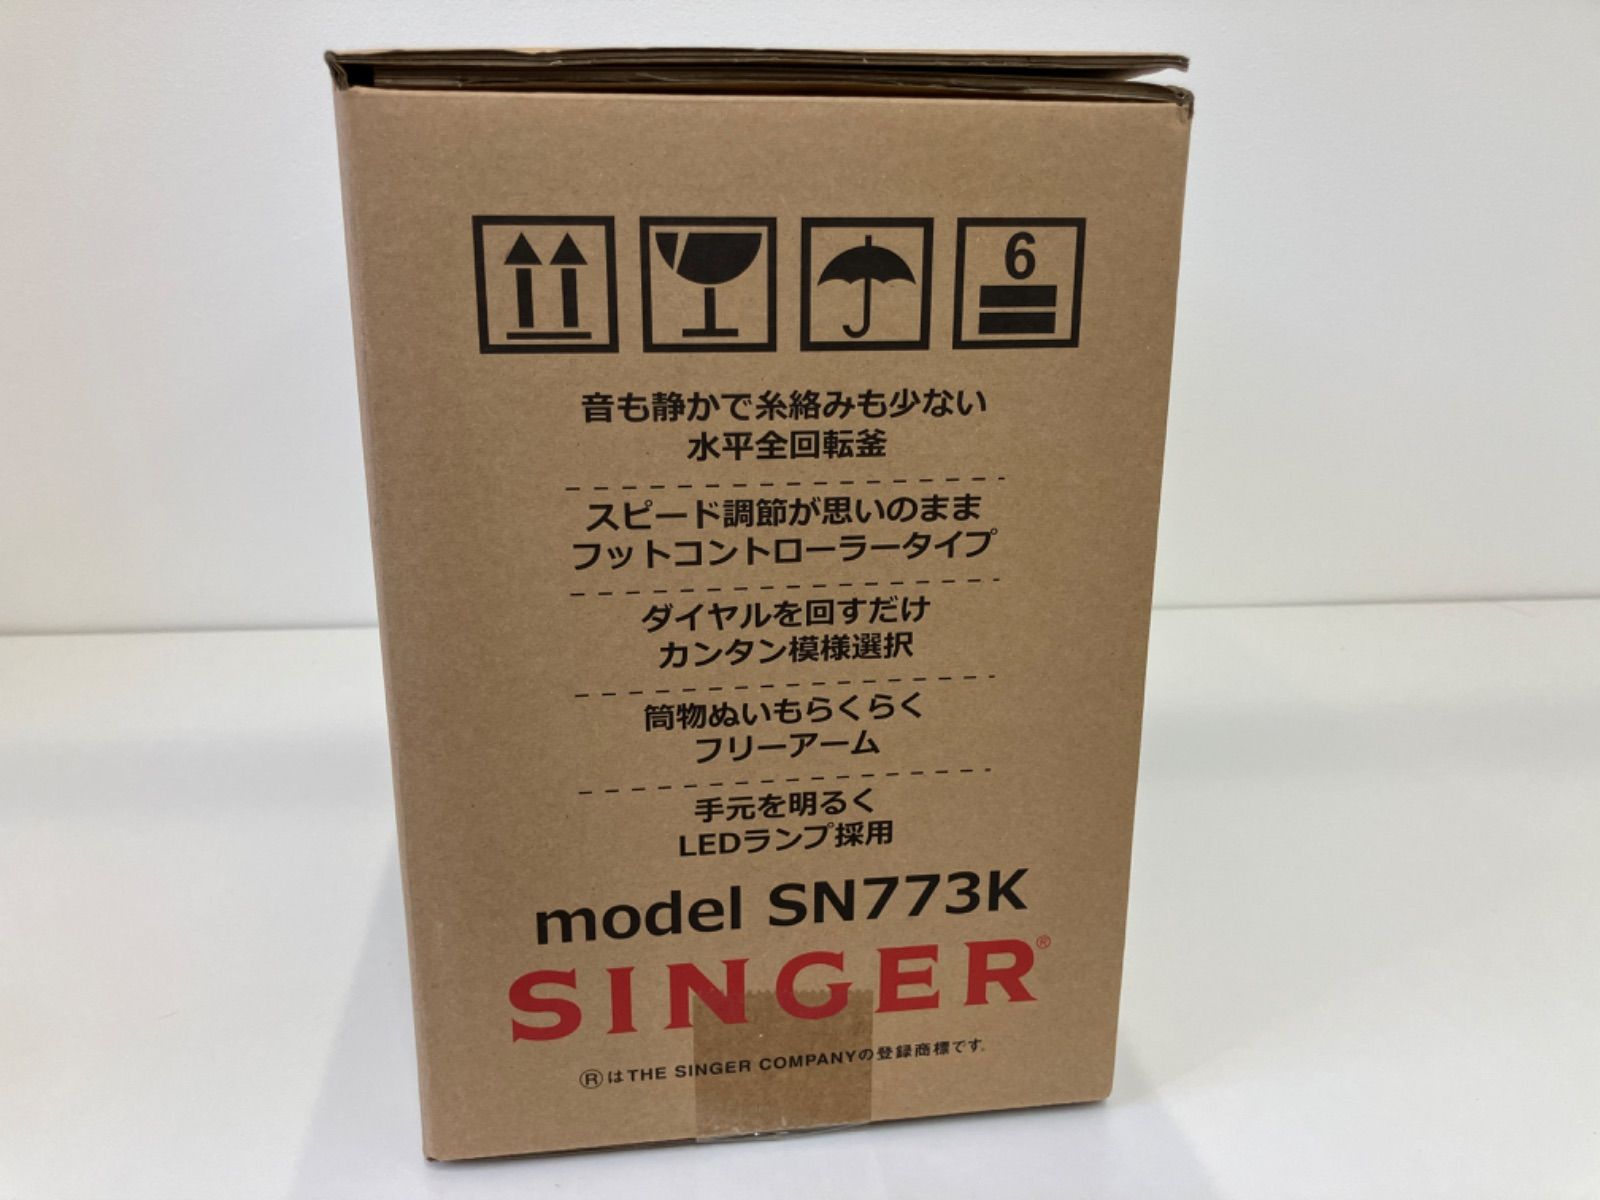 6
音も静かで糸絡みも少ない
水平全回転釜
スピード調節が思いのまま
フットコントローラータイプ
ダイヤルを回すだけ
カンタン模様選択
筒物ぬいもらくらく
フリーアーム
手元を明るく
LEDランプ採用
model SN773K
SINGER®
®はTHE SINGER COMPANYの登録商標です。